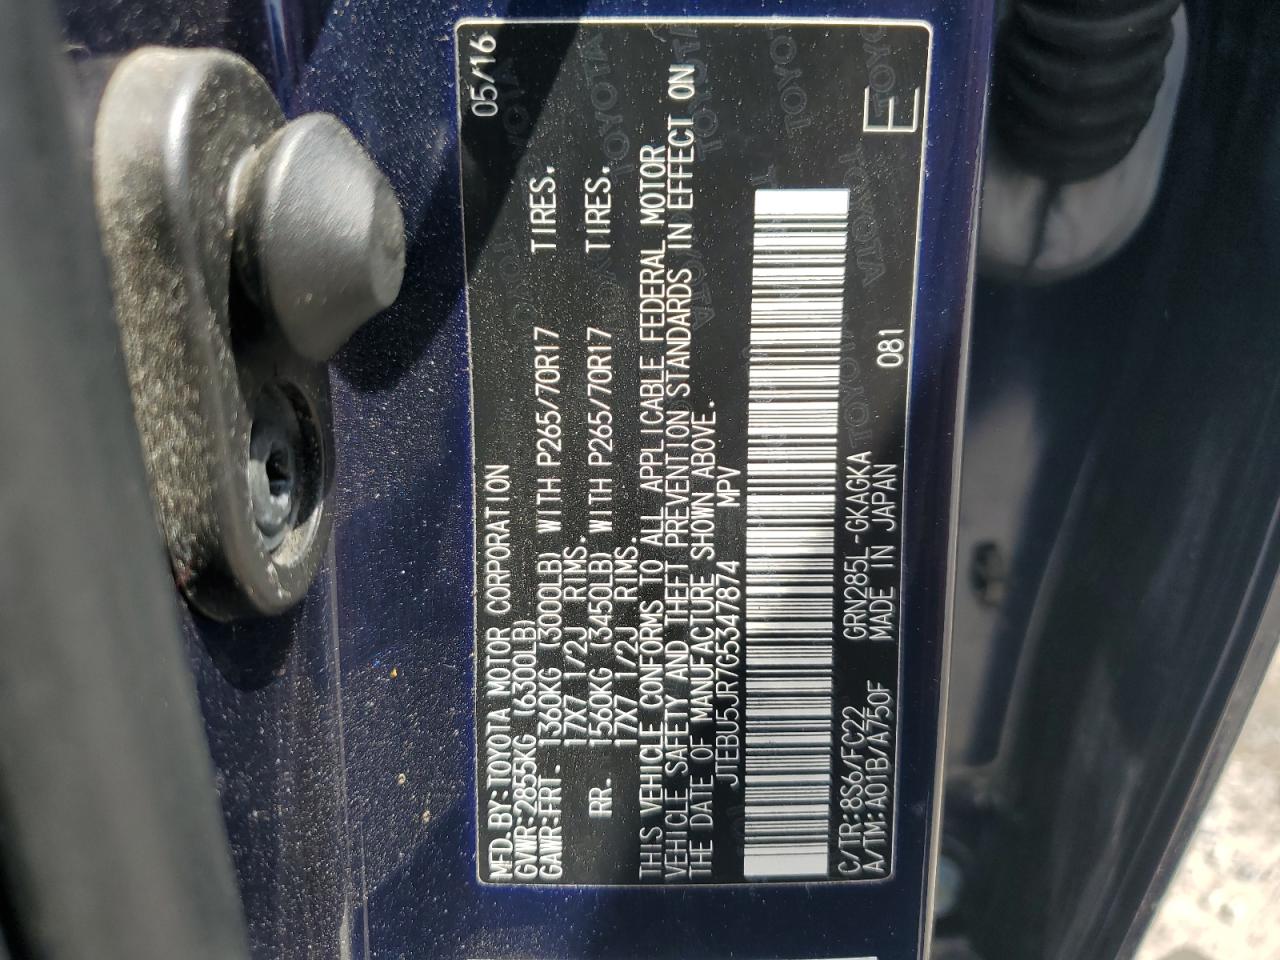 MFD.BY:TOYOTA MOTOR CORPORATION 05/16
GVWR:2855KG (6300LB)
GAWR:FRT. 1360KG (3000LB) WITH P265/70R17 TIRES.
17X7 1/2J RIMS.
RR. 1560KG (3450LB) WITH P265/70R17 TIRES.
17X7 1/2J RIMS.
THIS VEHICLE CONFORMS TO ALL APPLICABLE FEDERAL MOTOR
VEHICLE SAFETY AND THEFT PREVENTION STANDARDS IN EFFECT ON
THE DATE OF MANUFACTURE SHOWN ABOVE.
JTEBU5JR7G5347874 MPV
C/TR:8S6/FC22 GRN285L-GKAGKA 081 E
A/TM:A01B/A750F MADE IN JAPAN